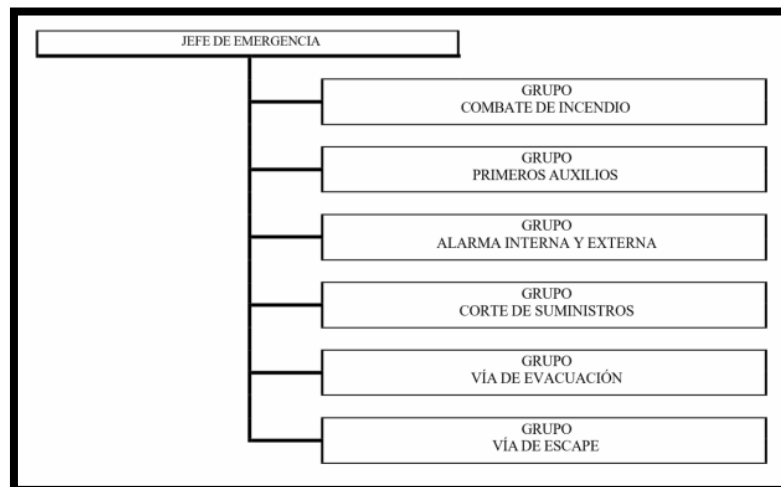 JEFE DE EMERGENCIA
GRUPO
COMBATE DE INCENDIO
GRUPO
PRIMEROS AUXILIOS
GRUPO
ALARMA INTERNA Y EXTERNA
GRUPO
CORTE DE SUMINISTROS
GRUPO
VÍA DE EVACUACIÓN
GRUPO
VÍA DE ESCAPE